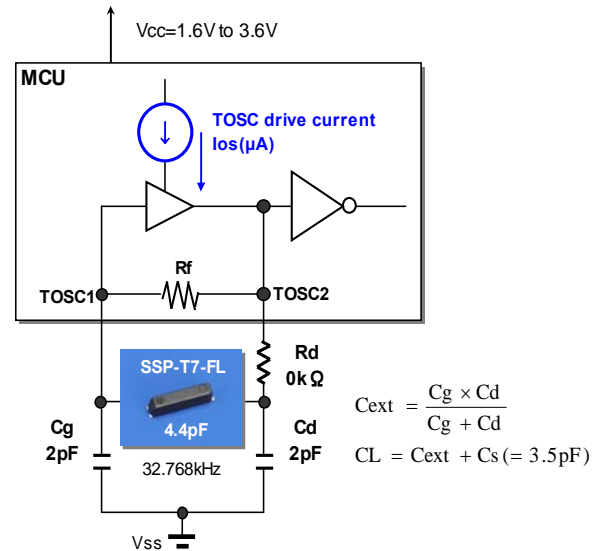 Vcc=1.6V to 3.6V
MCU
TOSC drive current
Ios(µA)
Rf
TOSC1
TOSC2
SSP-T7-FL
4.4pF
Rd
0kΩ
Cg
2pF
Cd
2pF
32.768kHz
Vss
Cext = Cg × Cd / Cg + Cd
CL = Cext + Cs (= 3.5pF)